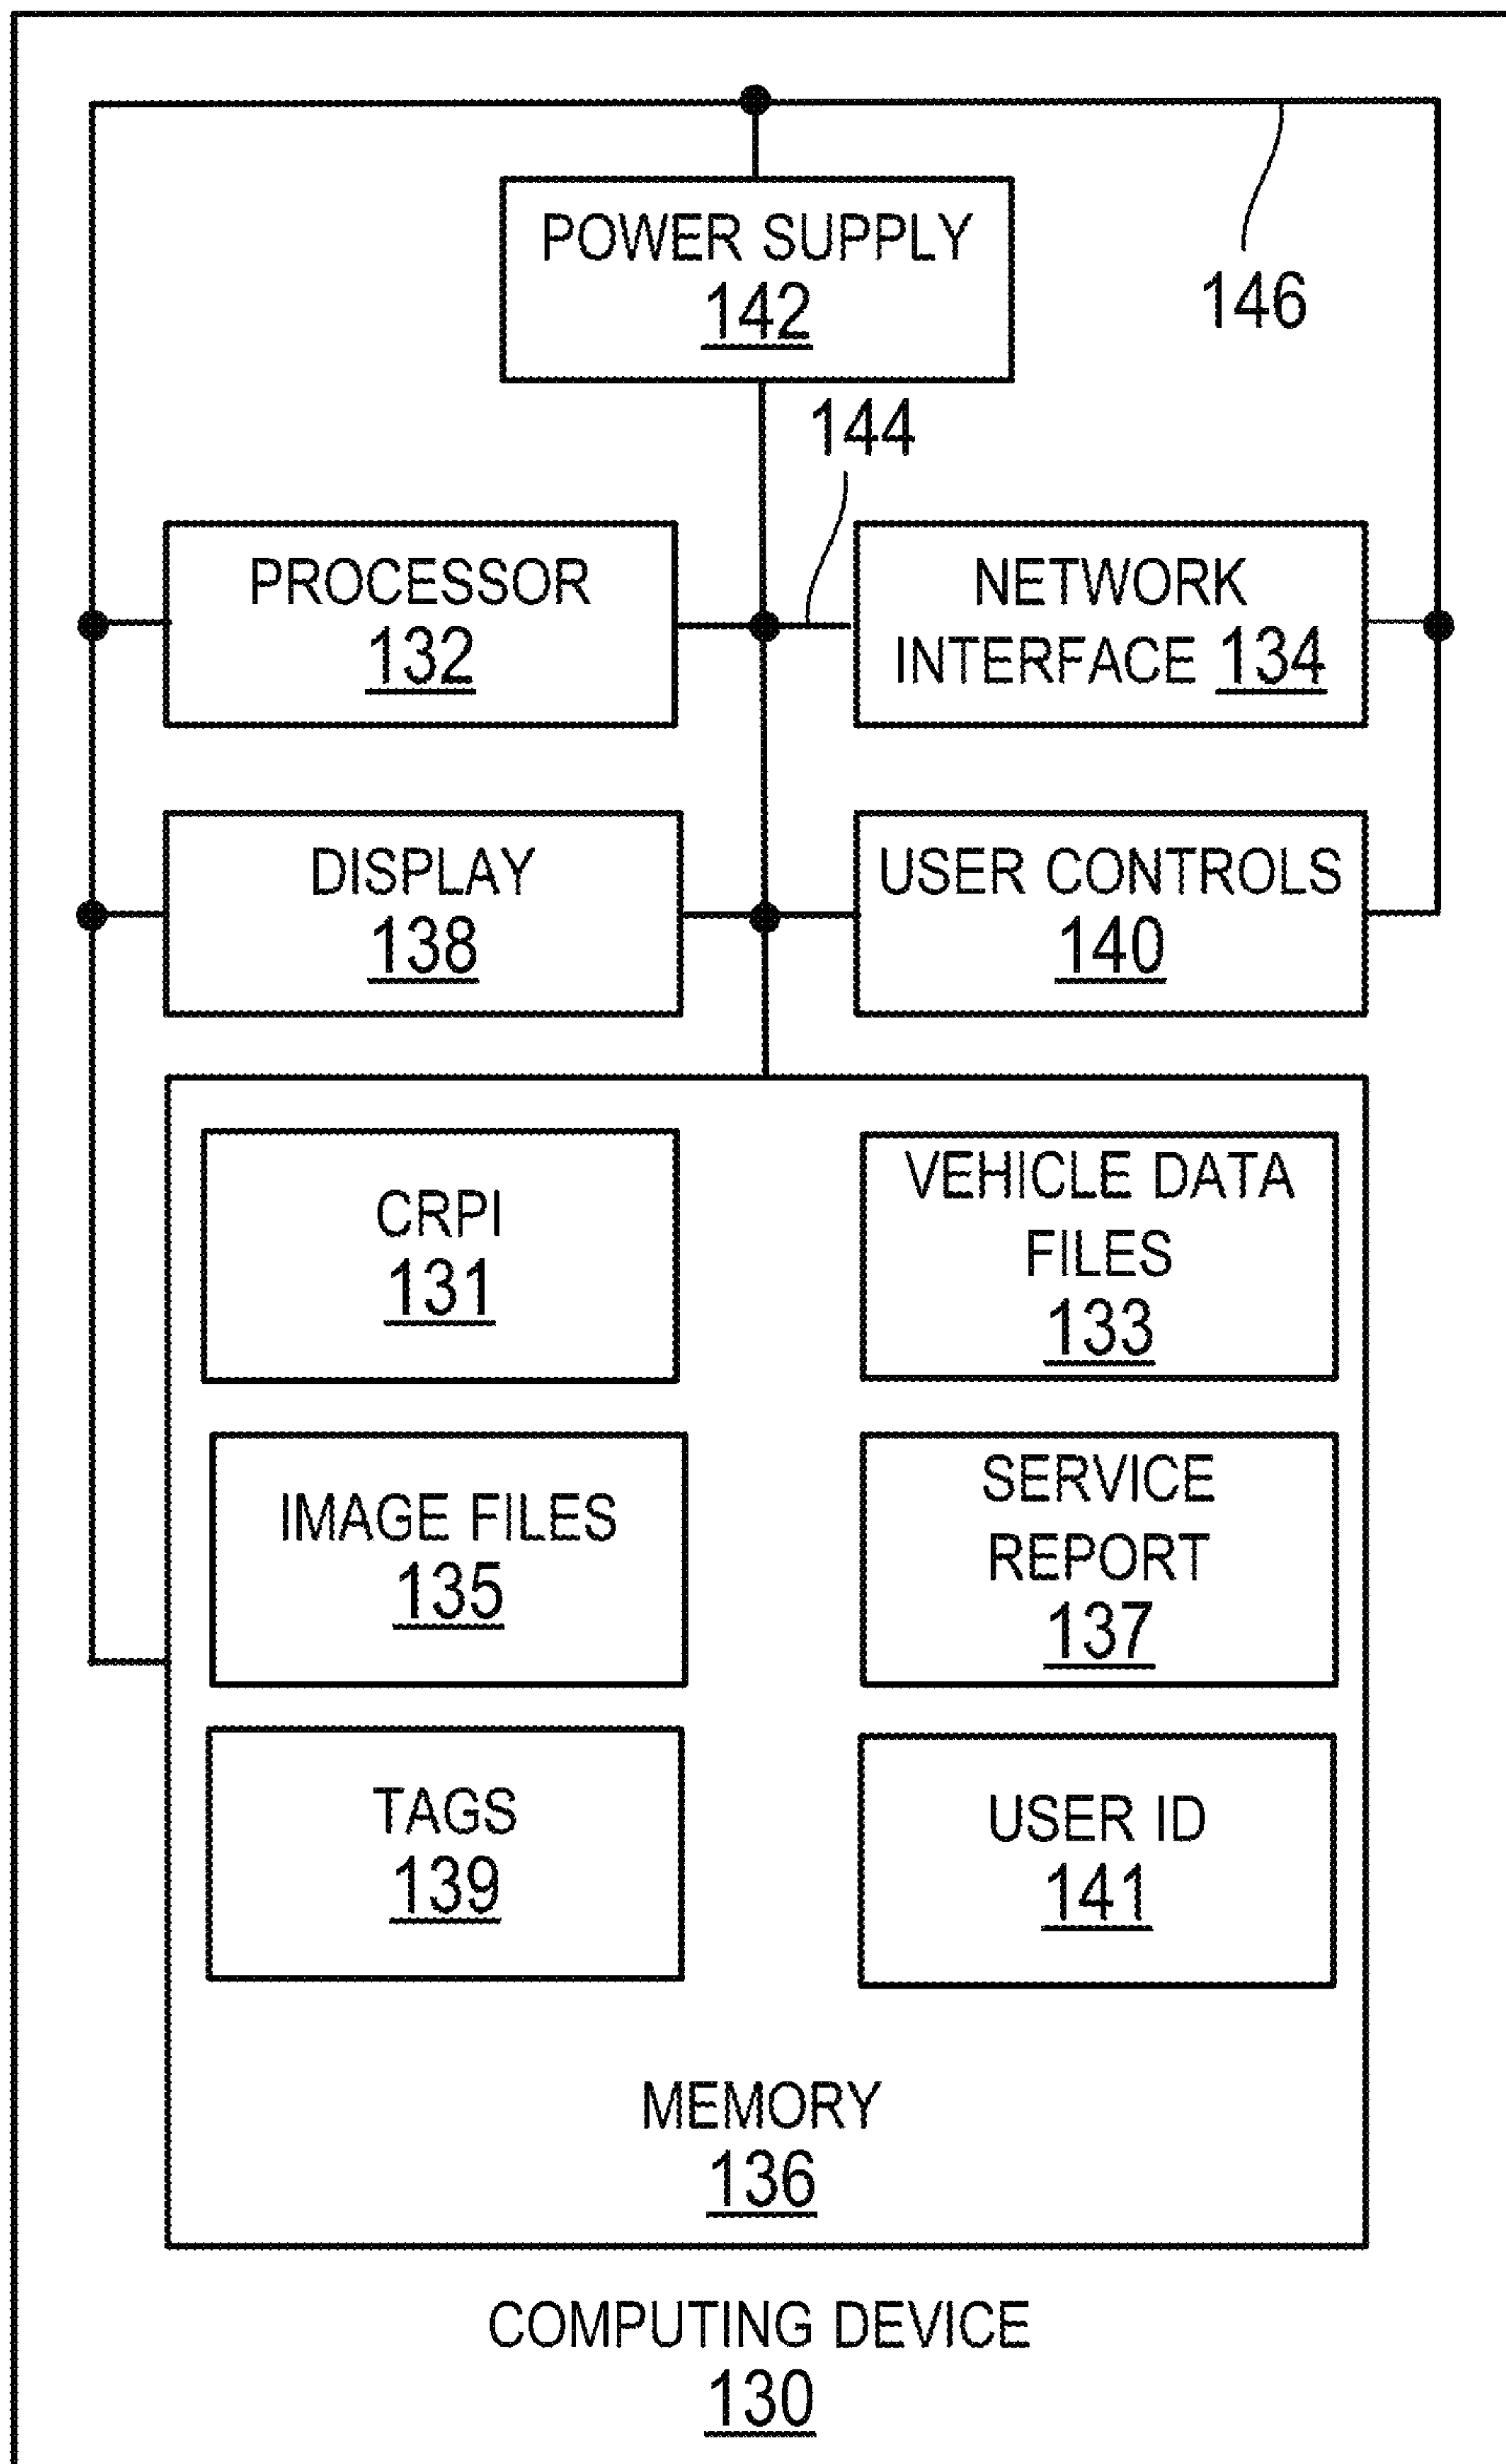 POWER SUPPLY
142
146
144
PROCESSOR
132
NETWORK
INTERFACE 134
DISPLAY
138
USER CONTROLS
140
CRPI
131
VEHICLE DATA
FILES
133
IMAGE FILES
135
SERVICE
REPORT
137
TAGS
139
USER ID
141
MEMORY
136
COMPUTING DEVICE
130